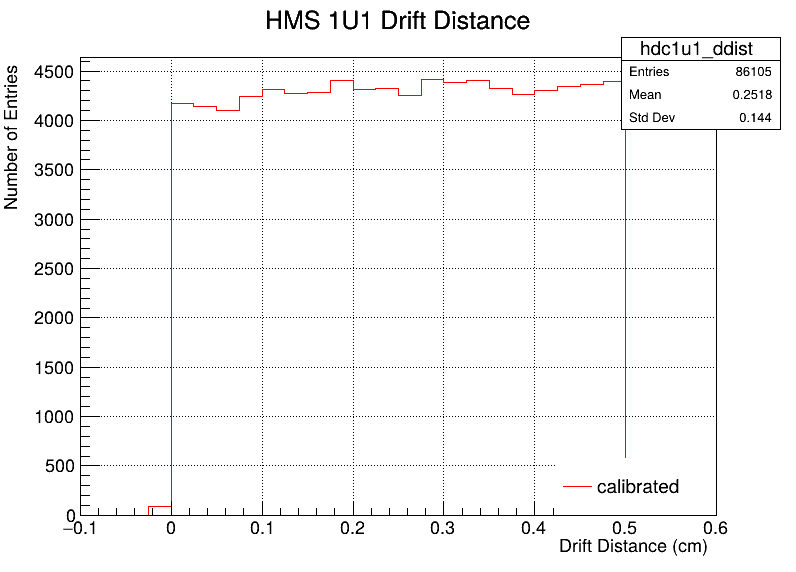 HMS 1U1 Drift Distance
hdc1u1_ddist
Entries 86105
Mean 0.2518
Std Dev 0.144
Number of Entries
4500
4000
3500
3000
2500
2000
1500
1000
500
0
calibrated
−0.1 0 0.1 0.2 0.3 0.4 0.5 0.6
Drift Distance (cm)